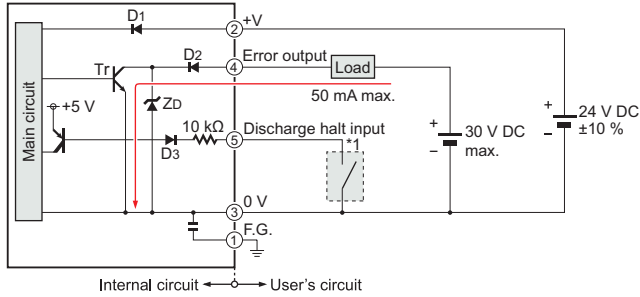 D1
+V
2
D2
Error output
4
Load
Tr
50 mA max.
Main circuit
+5 V
ZD
10 kΩ
Discharge halt input
5
D3
*1
+
30 V DC
−
max.
+
24 V DC
−
±10 %
0 V
3
F.G.
1
Internal circuit
User's circuit